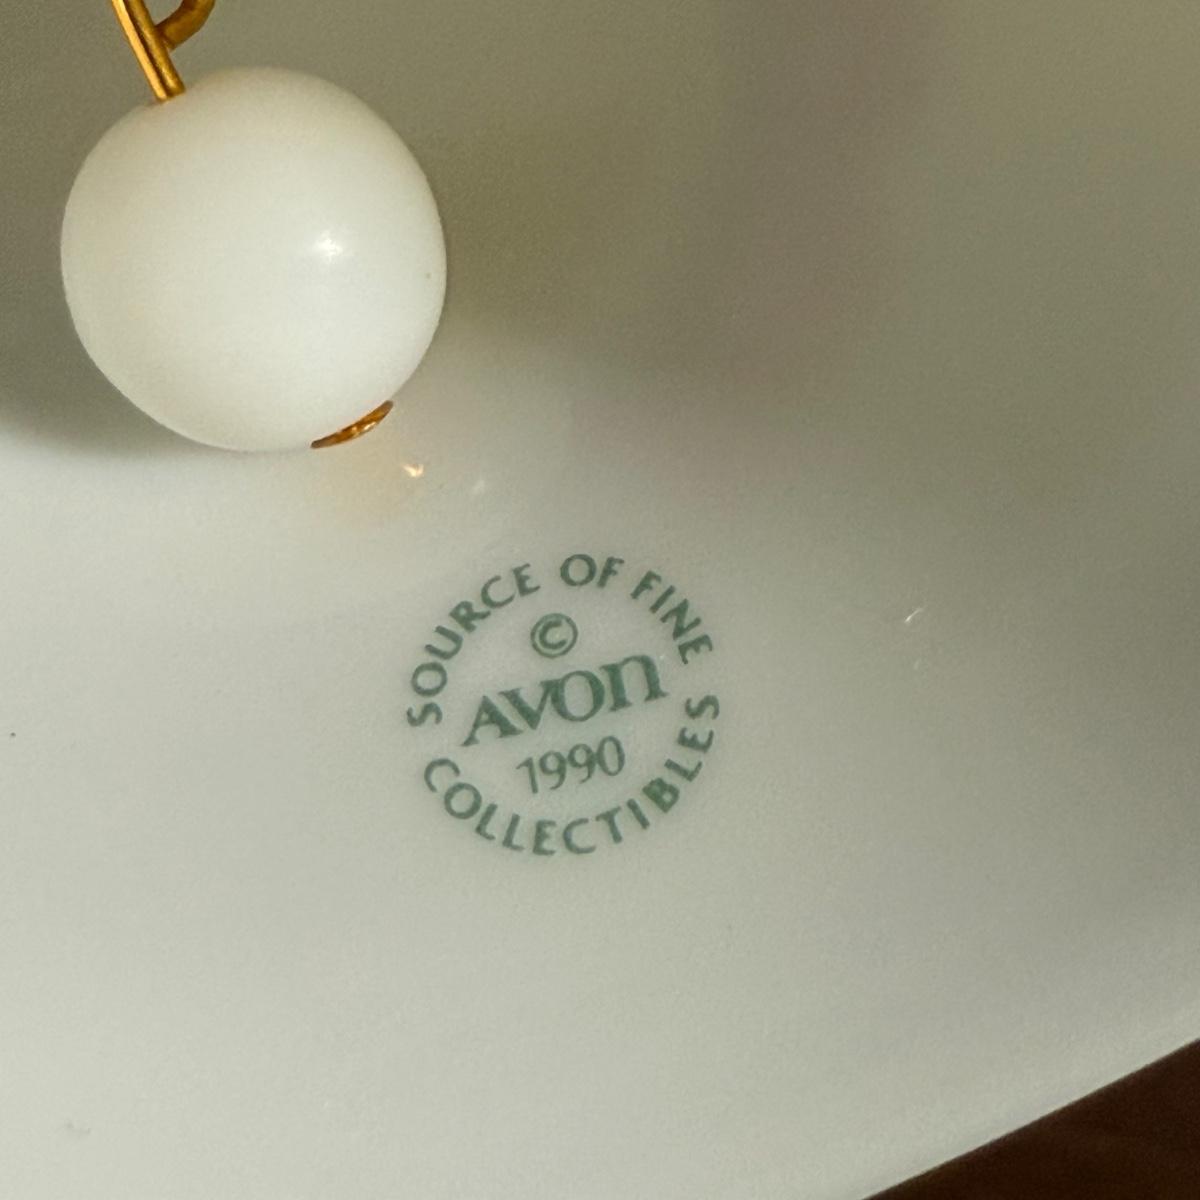 SOURCE OF FINE
©
AVON
1990
COLLECTIBLES